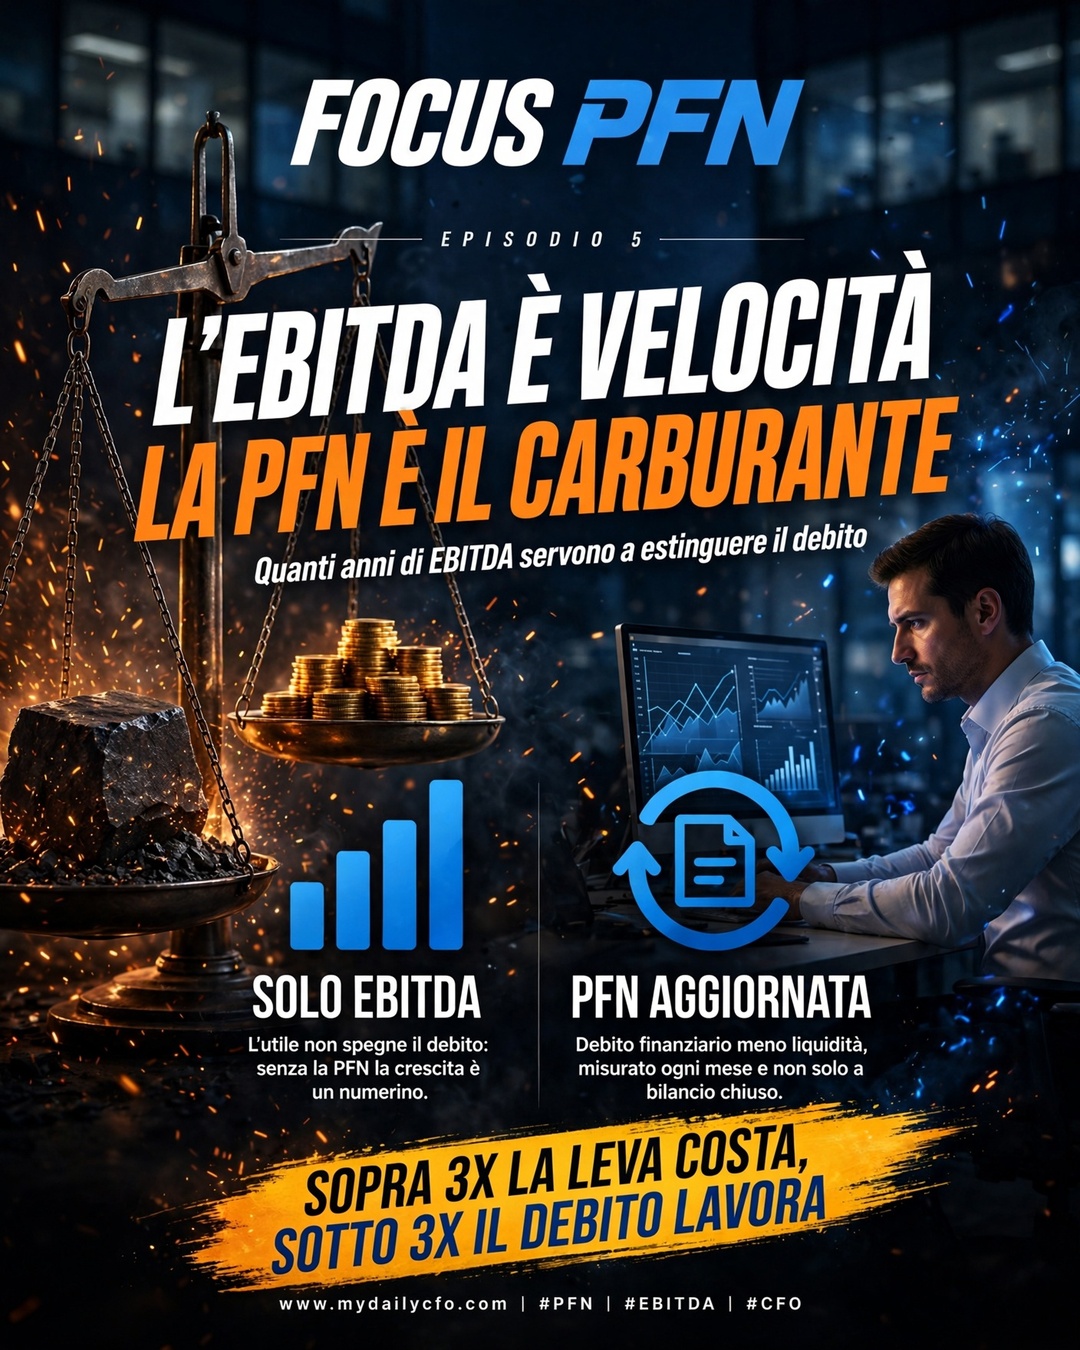 FOCUS PFN
EPISODIO 5
L'EBITDA È VELOCITÀ
LA PFN È IL CARBURANTE
Quanti anni di EBITDA servono a estinguere il debito
SOLO EBITDA
L'utile non spegne il debito:
senza la PFN la crescita è
un numerino.
PFN AGGIORNATA
Debito finanziario meno liquidità,
misurato ogni mese e non solo a
bilancio chiuso.
SOPRA 3X LA LEVA COSTA,
SOTTO 3X IL DEBITO LAVORA
www.mydailycfo.com | #PFN | #EBITDA | #CFO